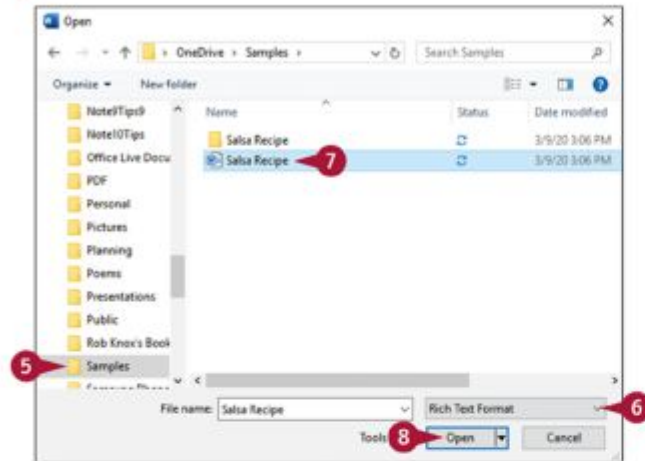 Open
OneDrive › Samples ›
Search Samples
Organize
New folder
Name
Status
Date modified
Note9Tips9
Note10Tips
Office Live Docu
PDF
Personal
Pictures
Planning
Poems
Presentations
Public
Rob Knox's Book
Samples
Salsa Recipe
3/9/20 3:06 PM
Salsa Recipe
3/9/20 3:06 PM
7
5
File name: Salsa Recipe
Rich Text Format
6
Tools
8
Open
Cancel